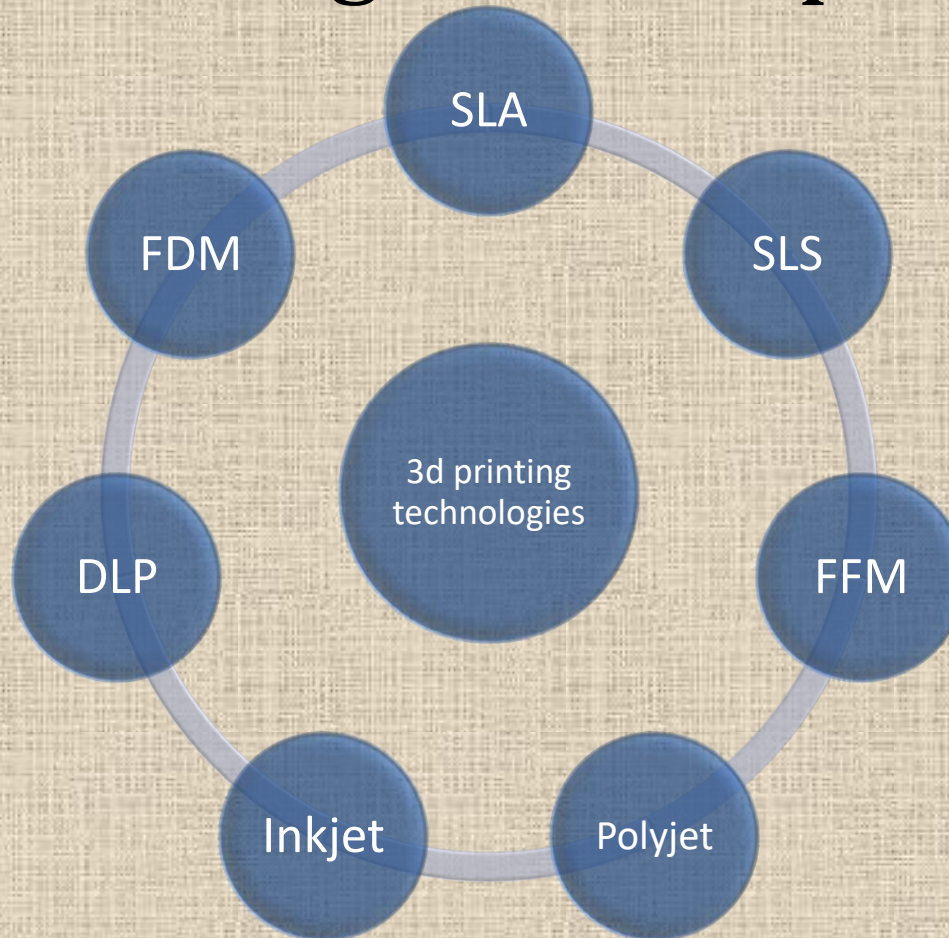 SLA
FDM
SLS
3d printing
technologies
DLP
FFM
Inkjet
Polyjet